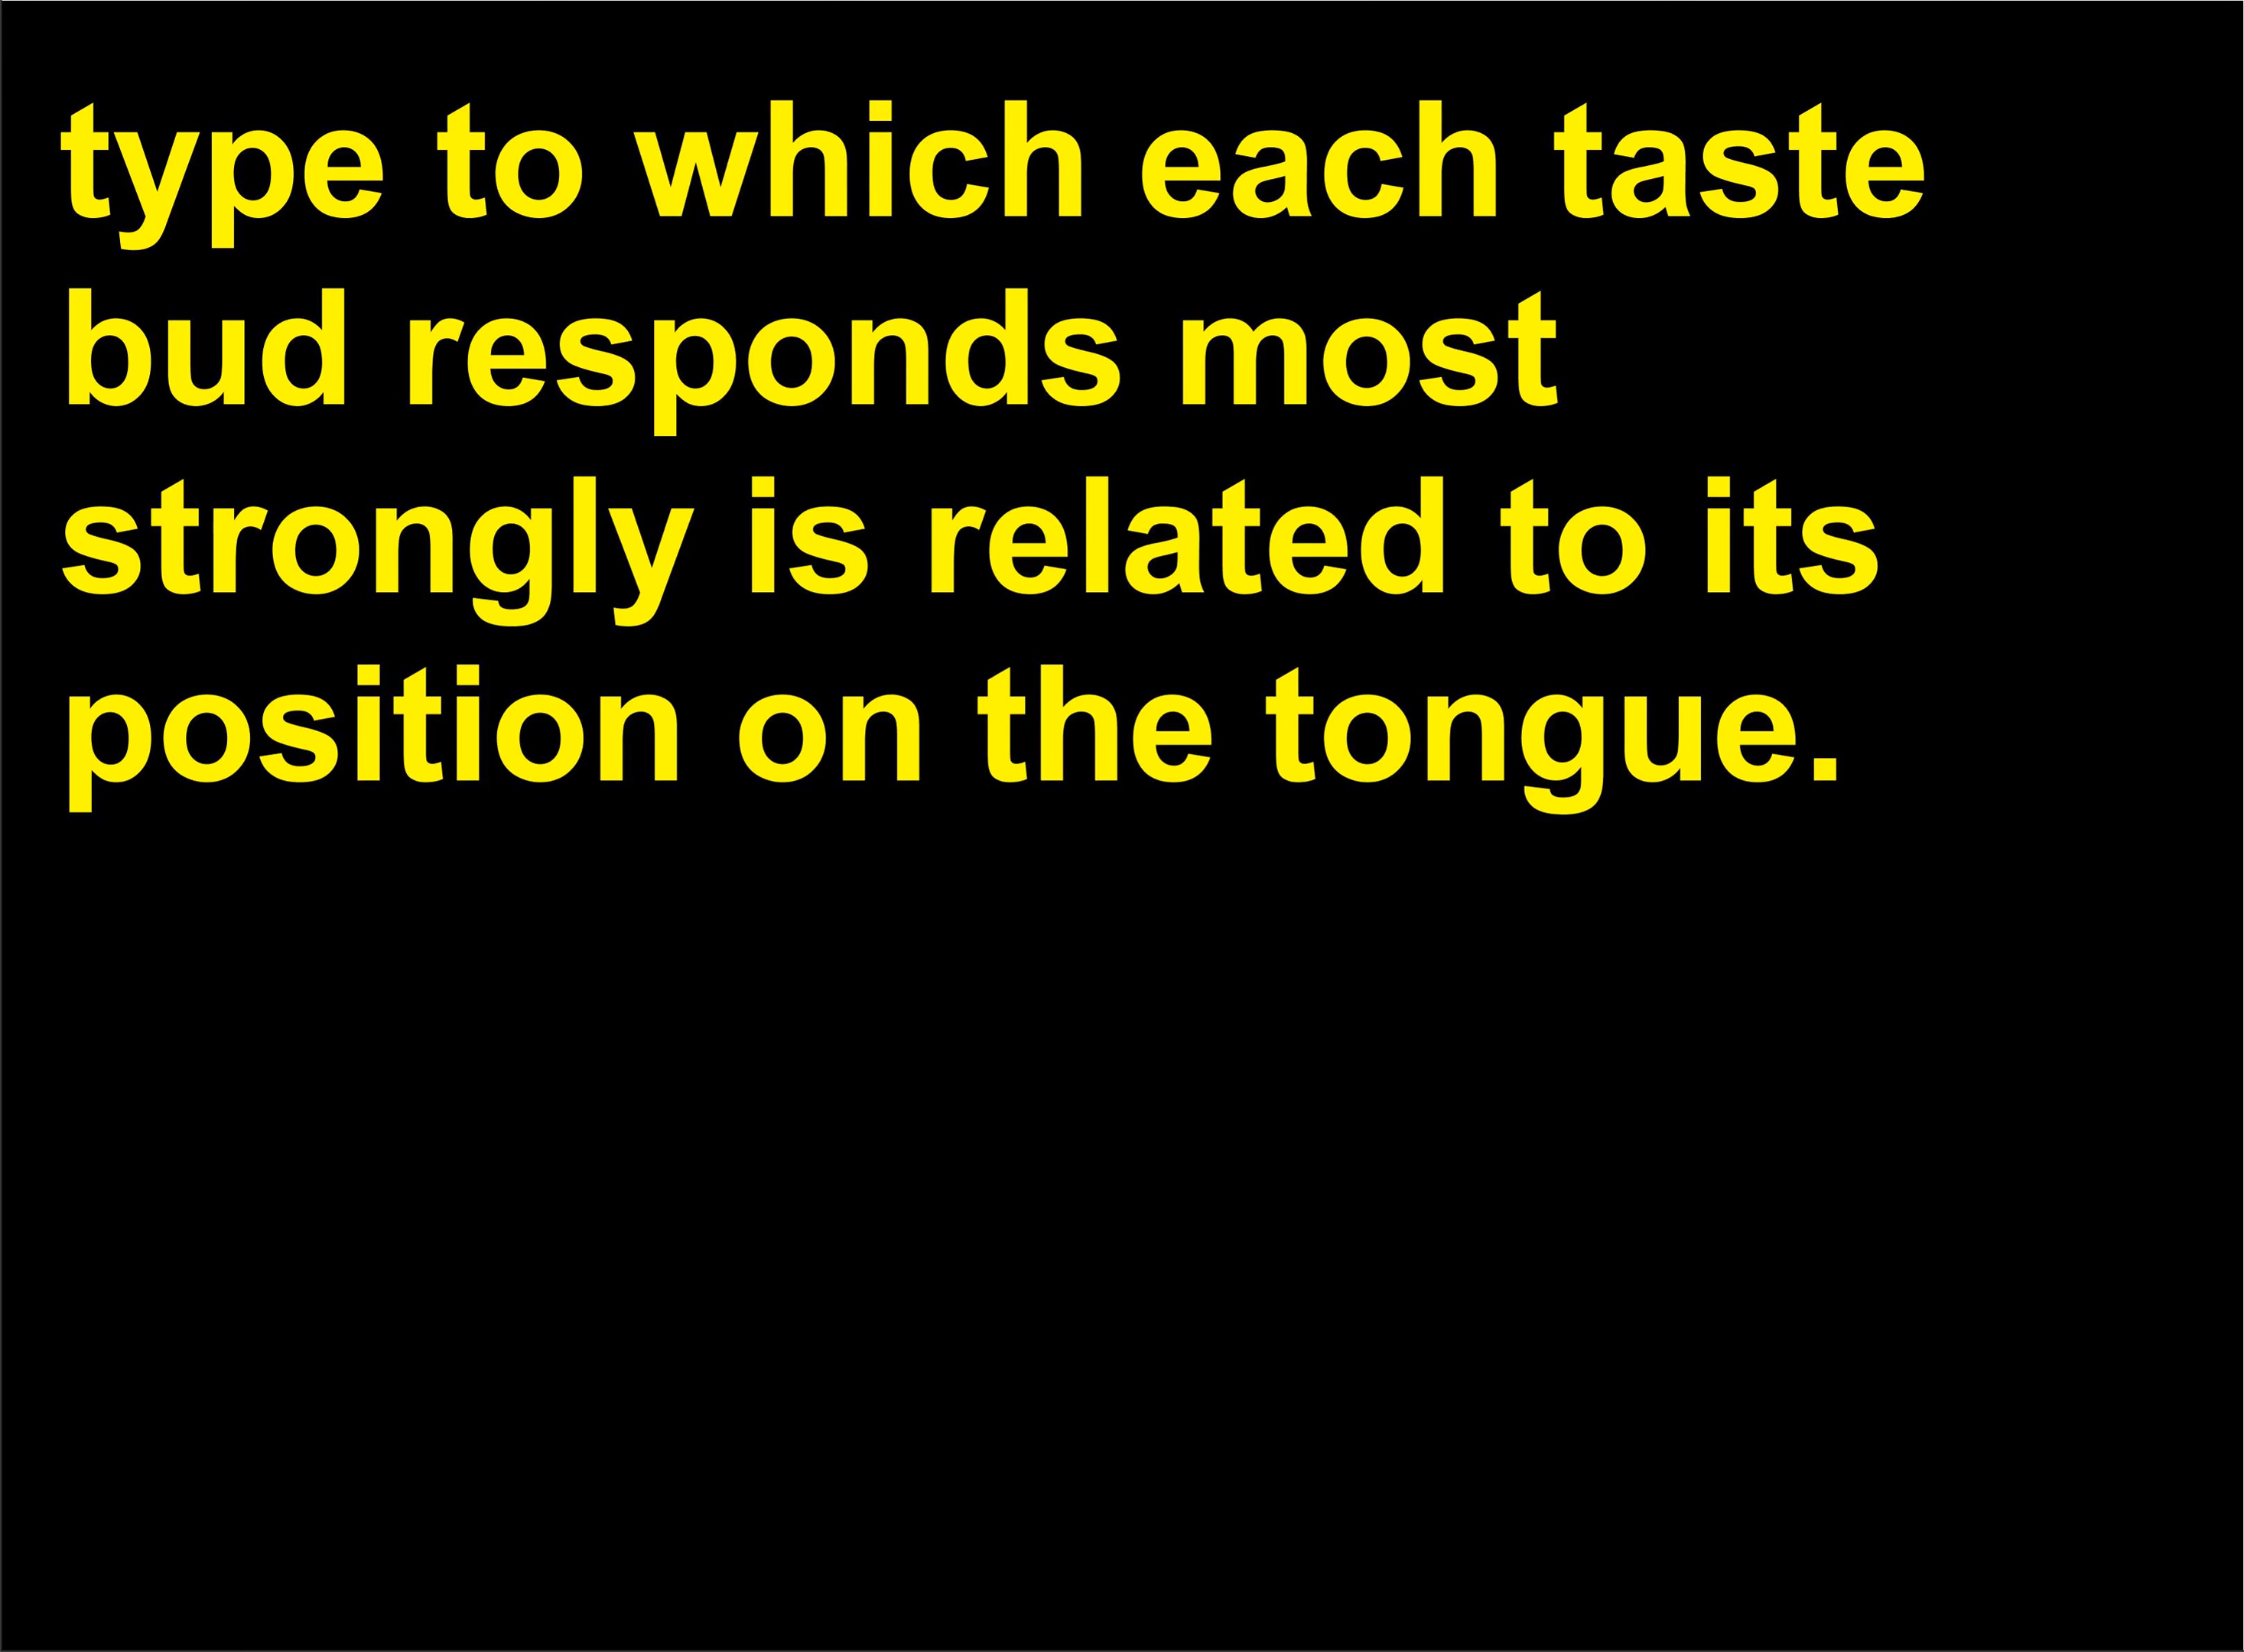 type to which each taste
bud responds most
strongly is related to its
position on the tongue.